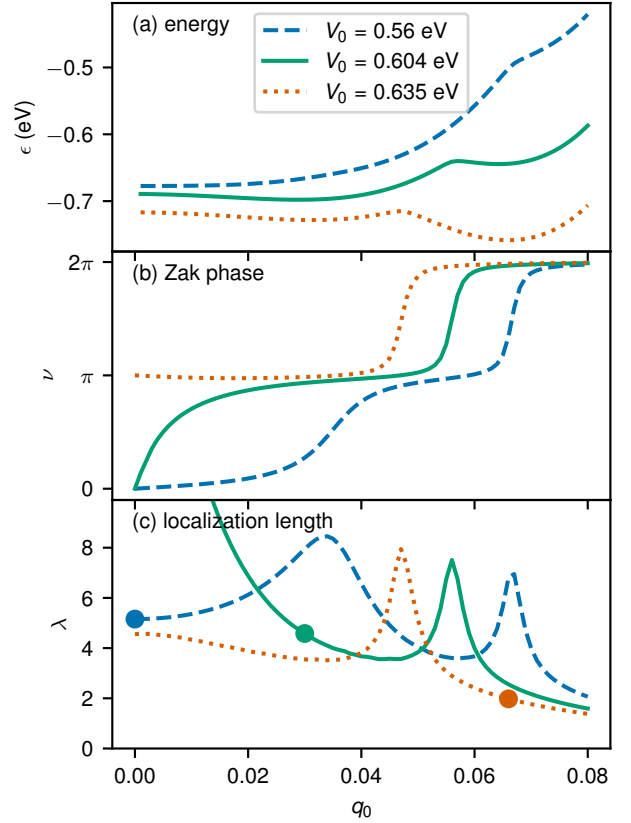 (a) energy
V₀ = 0.56 eV
V₀ = 0.604 eV
V₀ = 0.635 eV
−0.5
−0.6
−0.7
ϵ (eV)
(b) Zak phase
2π
π
0
ν
(c) localization length
8
6
4
2
0
λ
0.00 0.02 0.04 0.06 0.08
q₀